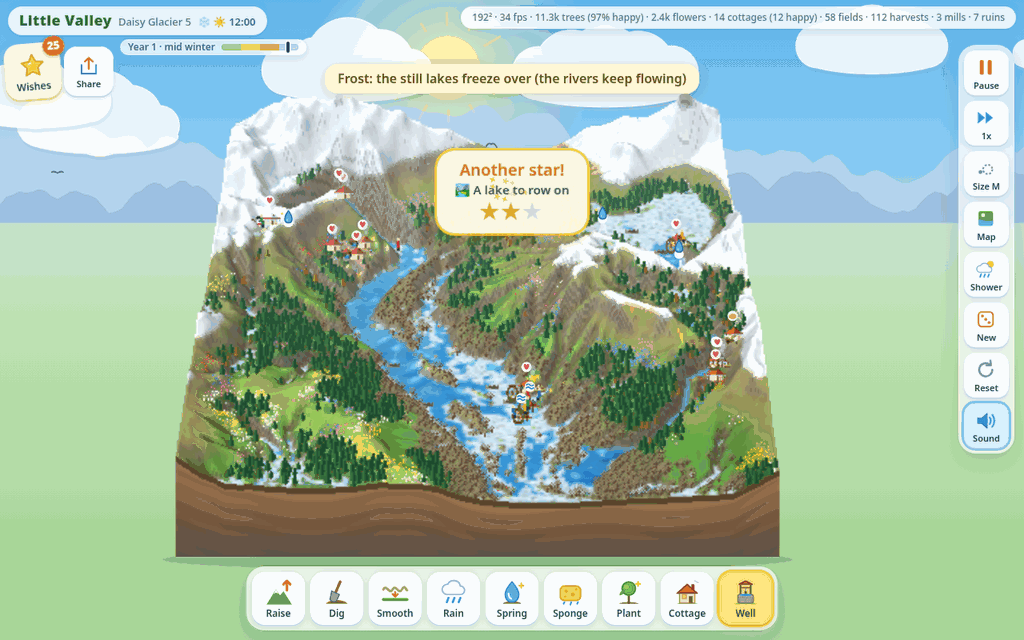 Little Valley Daisy Glacier 5 12:00
192² · 34 fps · 11.3k trees (97% happy) · 2.4k flowers · 14 cottages (12 happy) · 58 fields · 112 harvests · 3 mills · 7 ruins
Year 1 · mid winter
25
Wishes
Share
Frost: the still lakes freeze over (the rivers keep flowing)
Another star!
A lake to row on
Pause
1x
Size M
Map
Shower
New
Reset
Sound
Raise
Dig
Smooth
Rain
Spring
Sponge
Plant
Cottage
Well